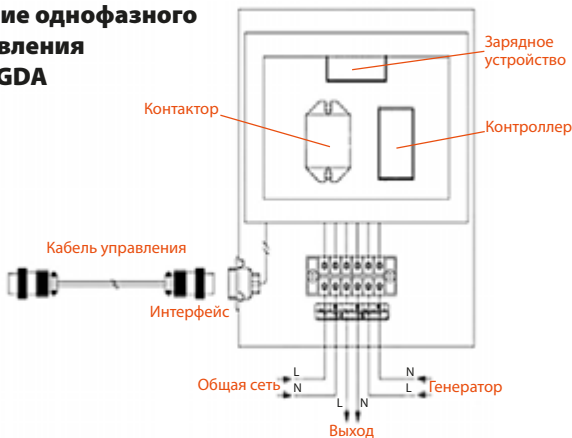 ие однофазного
вления
GDA
Зарядное
устройство
Контактор
Контроллер
Кабель управления
Интерфейс
L
N
Общая сеть
N
L
Генератор
L
N
Выход